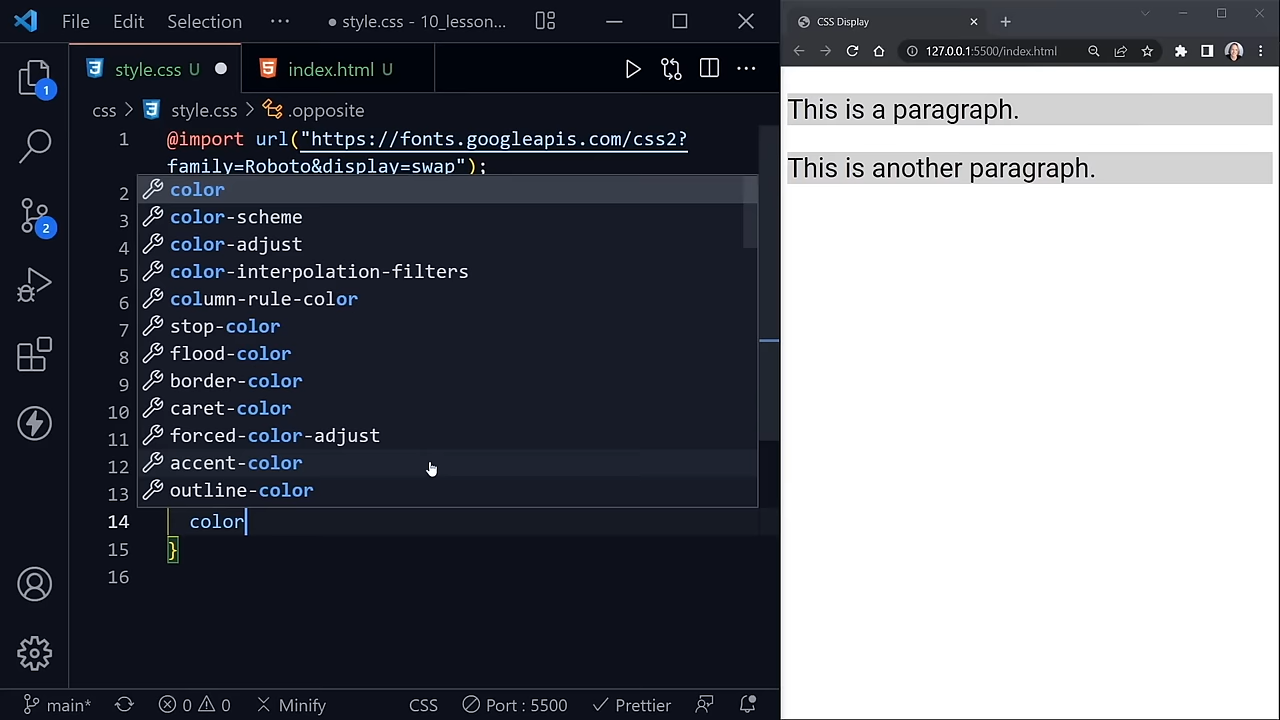 File Edit Selection ··· ● style.css - 10_lesson...
style.css U ● index.html U
css > style.css > .opposite
1 @import url("https://fonts.googleapis.com/css2?
family=Roboto&display=swap");
2 color
3 color-scheme
4 color-adjust
5 color-interpolation-filters
6 column-rule-color
7 stop-color
8 flood-color
9 border-color
10 caret-color
11 forced-color-adjust
12 accent-color
13 outline-color
14 color
15 }
16
1
2
main* 0 0 Minify CSS Port : 5500 Prettier
CSS Display
127.0.0.1:5500/index.html
This is a paragraph.
This is another paragraph.